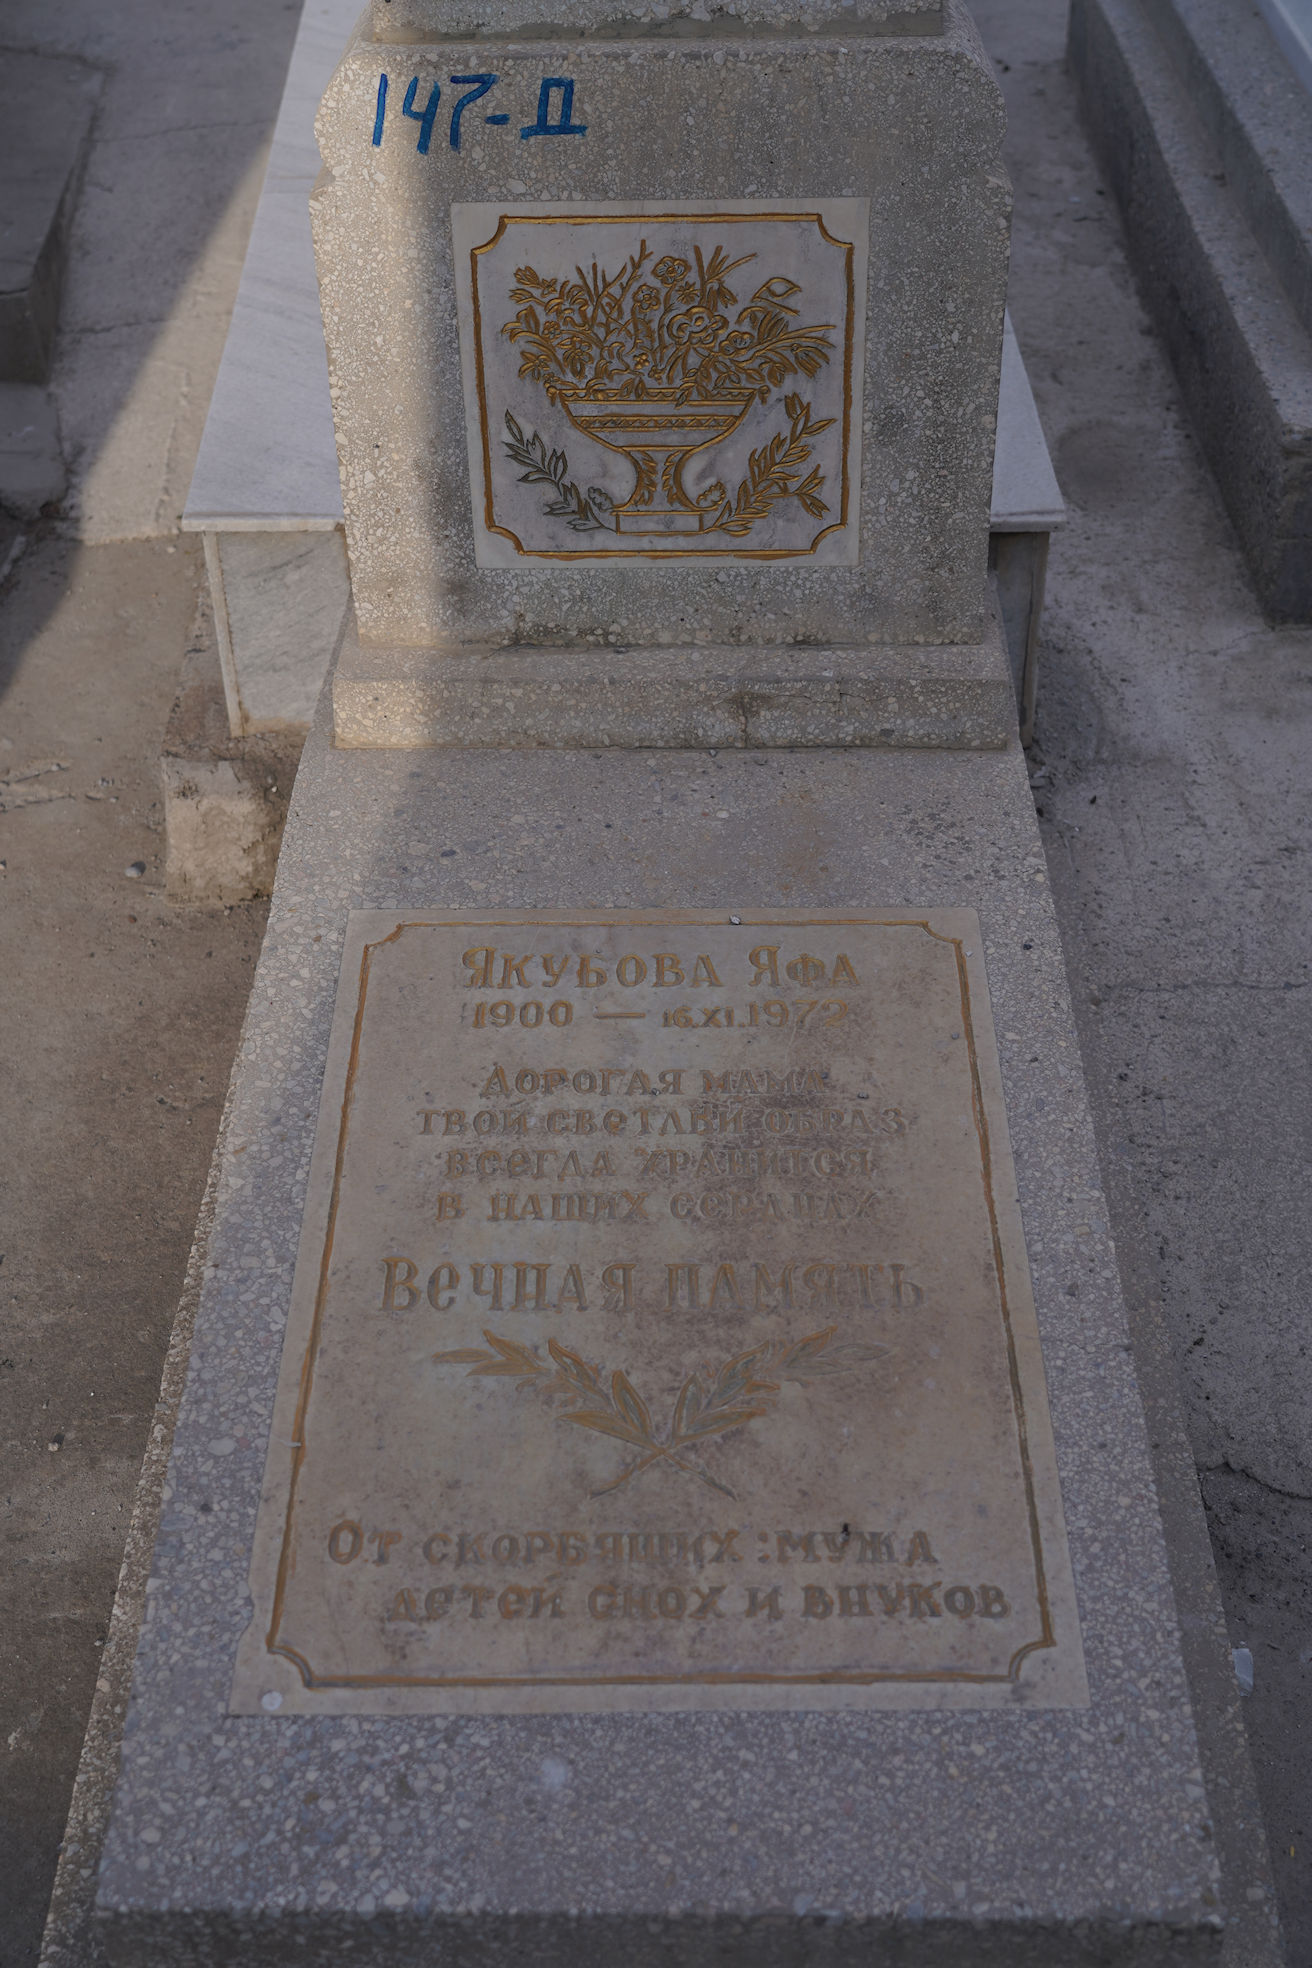 147-Д
Якубова Яфа
1900 — 16.XI.1972
Дорогая мама
твой светлый образ
всегда хранится
в наших сердцах
Вечная память
От скорбящих: мужа
детей снох и внуков